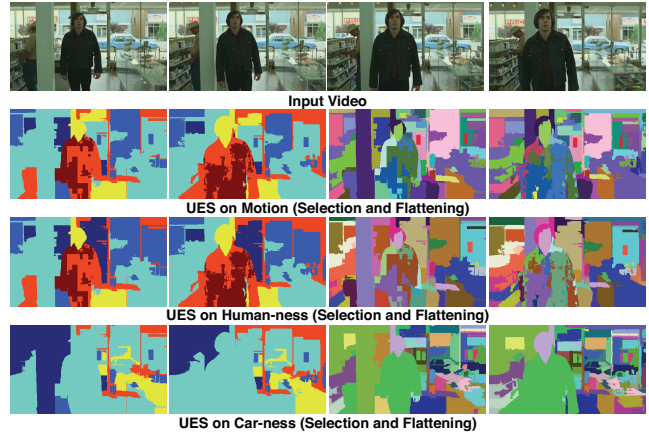 Input Video
UES on Motion (Selection and Flattening)
UES on Human-ness (Selection and Flattening)
UES on Car-ness (Selection and Flattening)